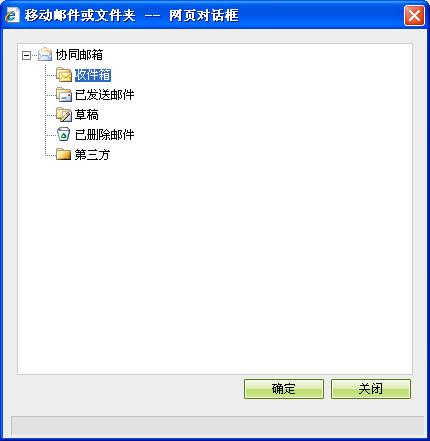 移动邮件或文件夹 -- 网页对话框
协同邮箱
收件箱
已发送邮件
草稿
已删除邮件
第三方
确定
关闭